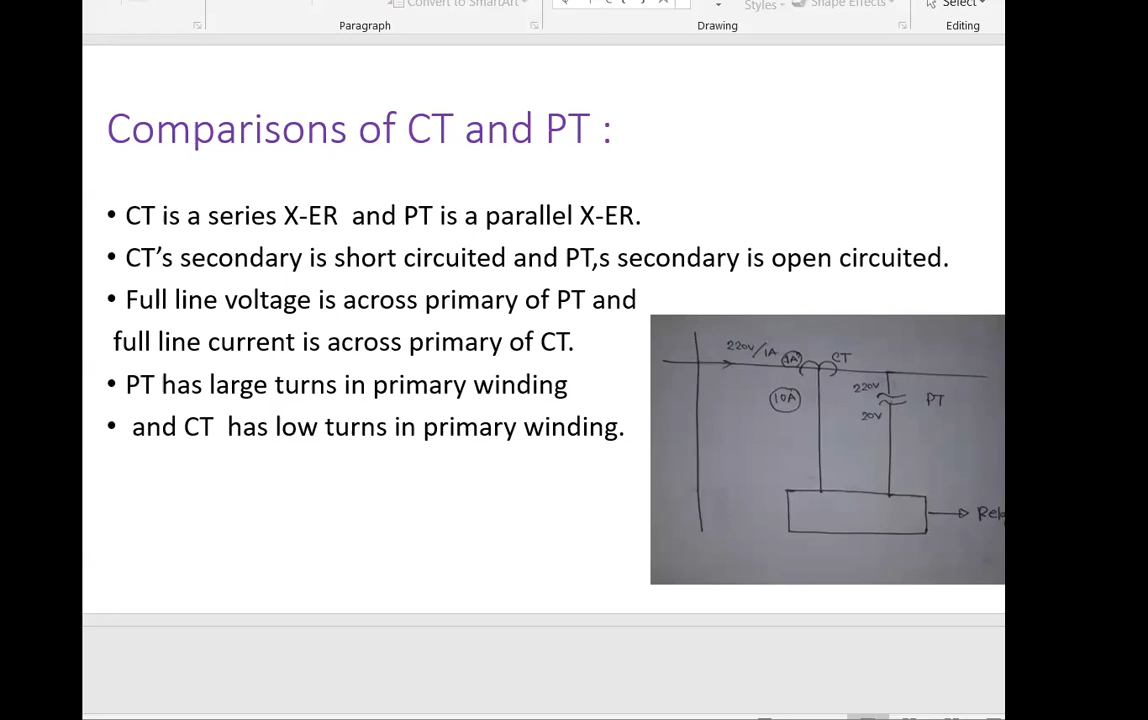 Convert to SmartArt
Styles
Shape Effects
Select
Paragraph
Drawing
Editing
Comparisons of CT and PT :
• CT is a series X-ER and PT is a parallel X-ER.
• CT’s secondary is short circuited and PT,s secondary is open circuited.
• Full line voltage is across primary of PT and
full line current is across primary of CT.
• PT has large turns in primary winding
• and CT has low turns in primary winding.
220V/1A
1A
CT
10A
220V
PT
20V